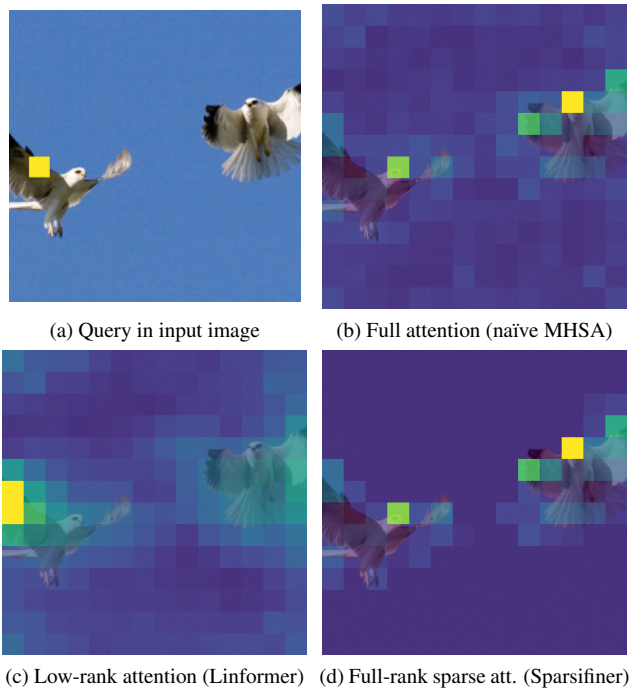 (a) Query in input image
(b) Full attention (naïve MHSA)
(c) Low-rank attention (Linformer)
(d) Full-rank sparse att. (Sparsifiner)